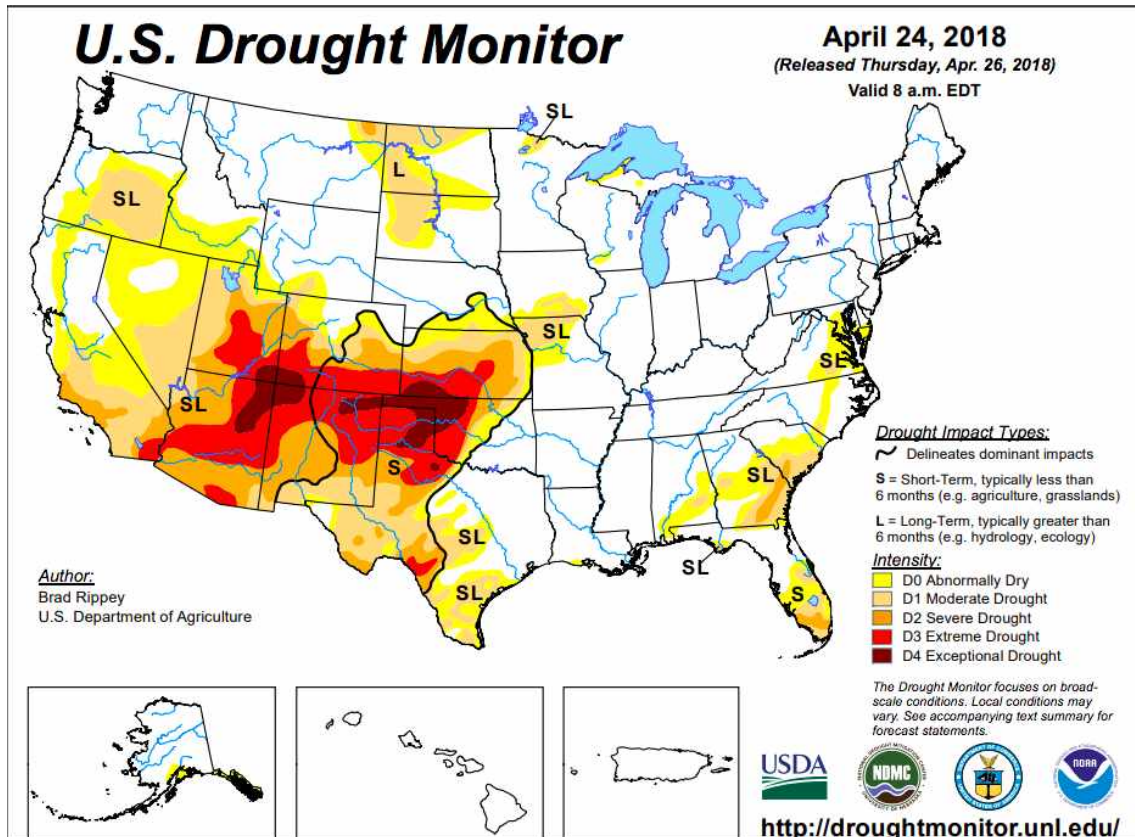 U.S. Drought Monitor
April 24, 2018
(Released Thursday, Apr. 26, 2018)
Valid 8 a.m. EDT
SL
L
SL
SL
SL
SL
S
SL
SL
SL
SL
S
Drought Impact Types:
Delineates dominant impacts
S = Short-Term, typically less than
6 months (e.g. agriculture, grasslands)
L = Long-Term, typically greater than
6 months (e.g. hydrology, ecology)
Intensity:
D0 Abnormally Dry
D1 Moderate Drought
D2 Severe Drought
D3 Extreme Drought
D4 Exceptional Drought
Author:
Brad Rippey
U.S. Department of Agriculture
The Drought Monitor focuses on broad-
scale conditions. Local conditions may
vary. See accompanying text summary for
forecast statements.
USDA
NDMC
NOAA
http://droughtmonitor.unl.edu/